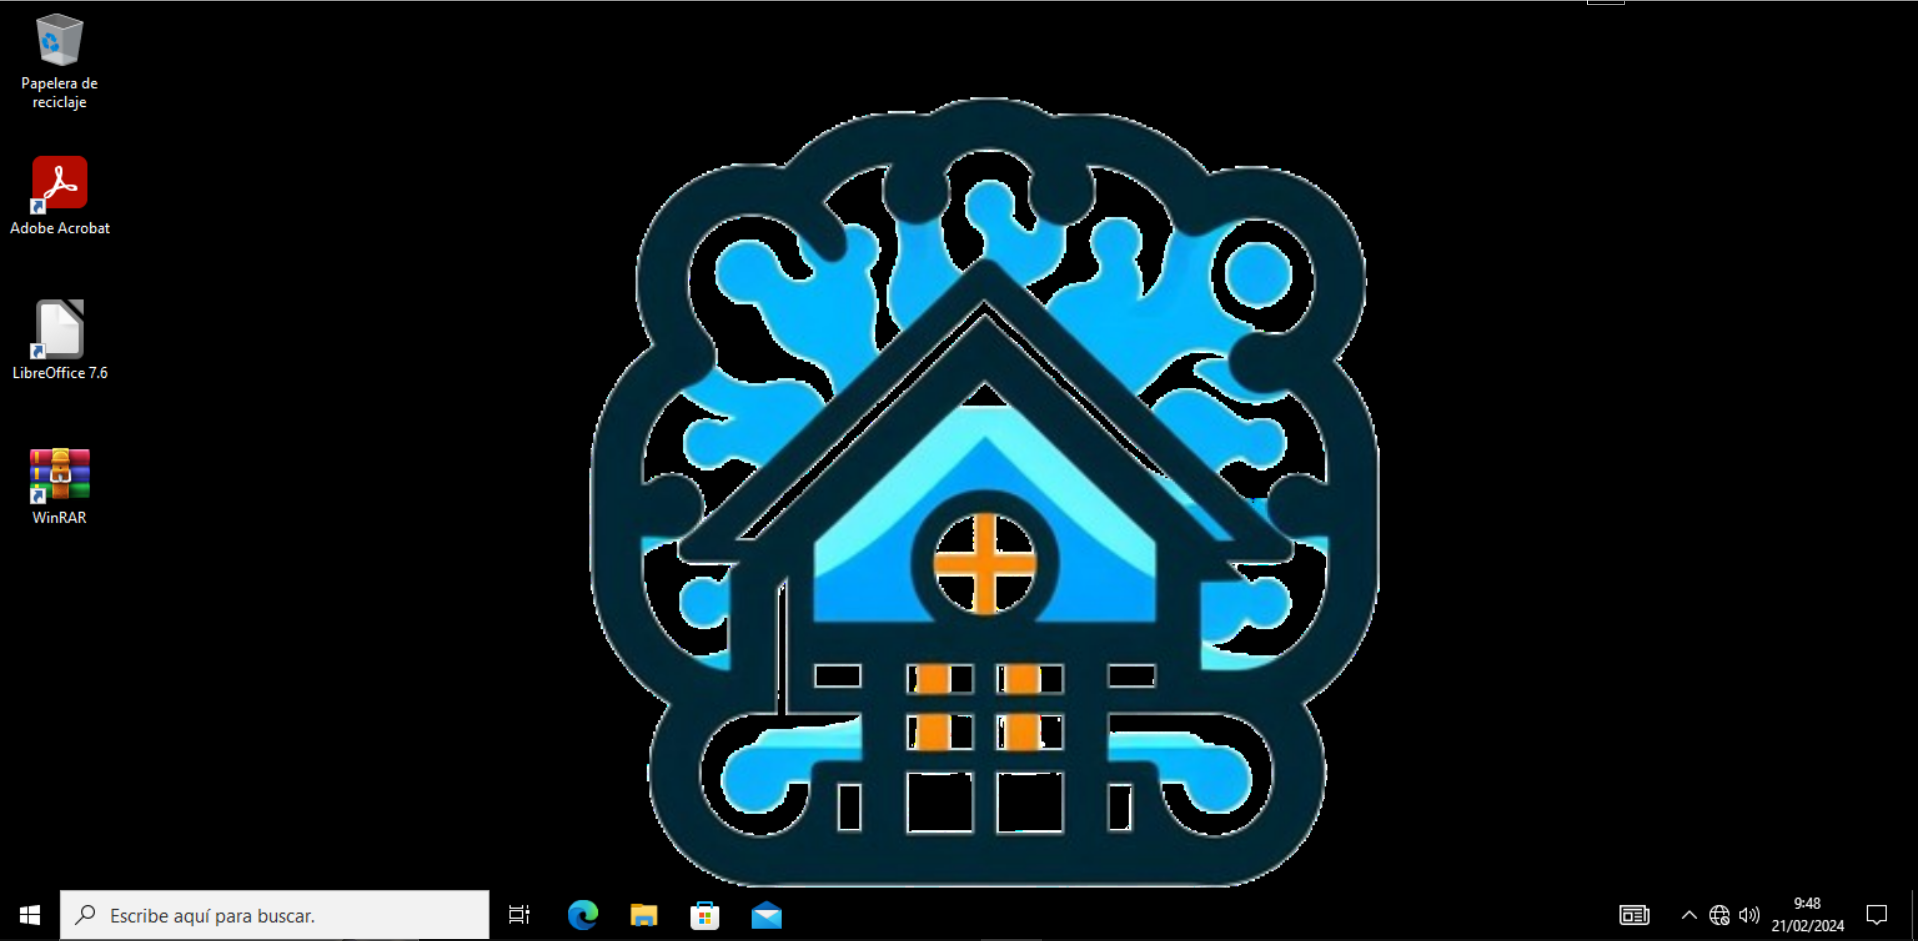 Papelera de
reciclaje
Adobe Acrobat
LibreOffice 7.6
WinRAR
Escribe aquí para buscar.
9:48
21/02/2024